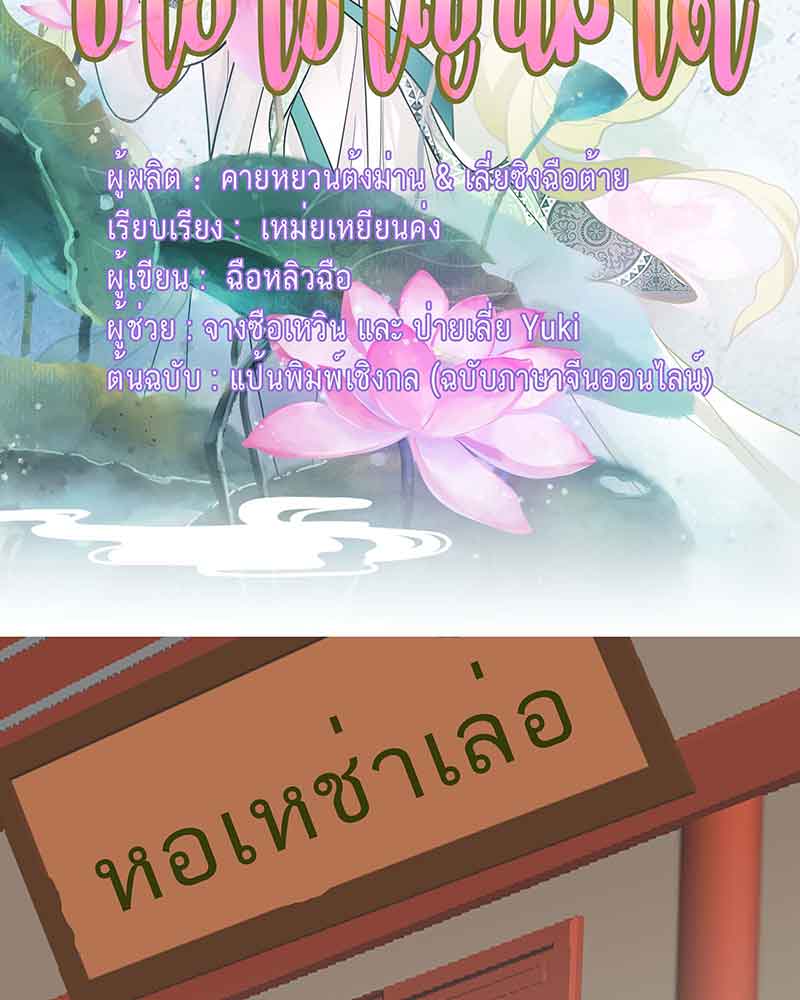 ผู้ผลิต : คายหยวนต้งม่าน & เลี่ยซิงฉือต้าย
เรียบเรียง : เหม่ยเหยียนค่ง
ผู้เขียน : ฉือหลิวฉือ
ผู้ช่วย : จางซือเหวิน และ ป่ายเลี่ย Yuki
ต้นฉบับ : แป้นพิมพ์เชิงกล (ฉบับภาษาจีนออนไลน์)
หอเหช่าเล่อ